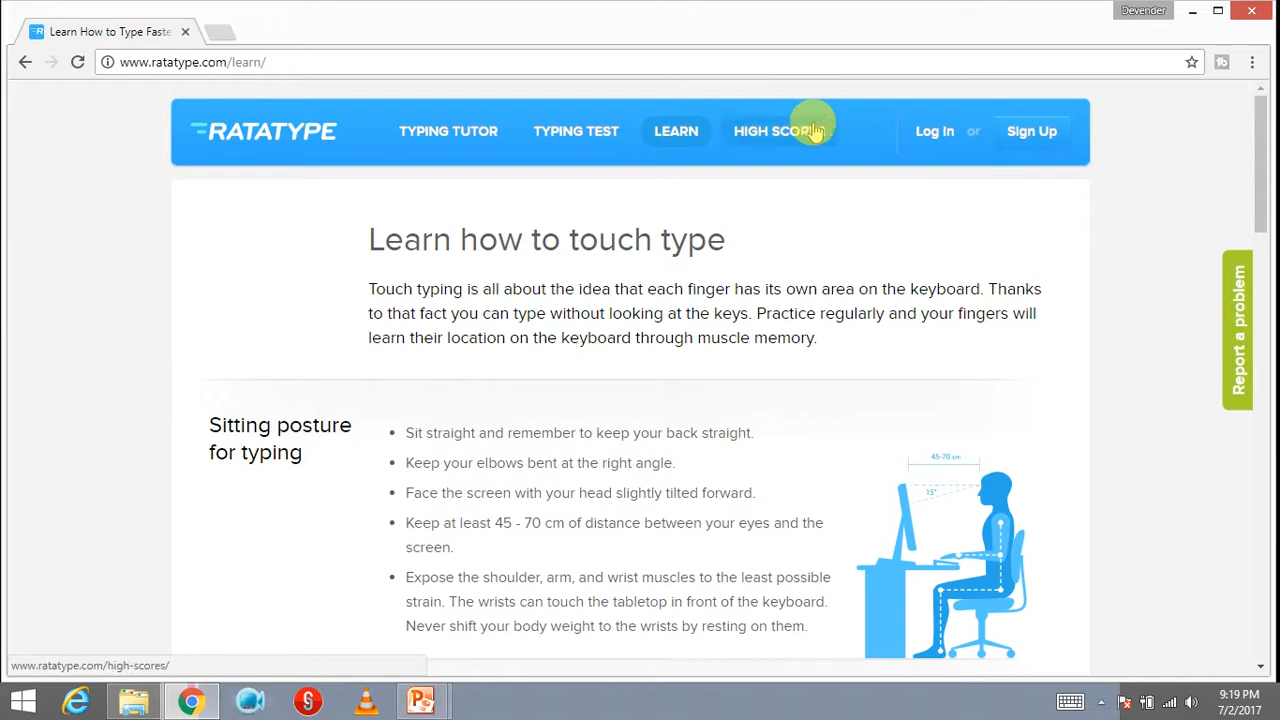 Devender
Learn How to Type Faste
www.ratatype.com/learn/
RATATYPE
TYPING TUTOR
TYPING TEST
LEARN
HIGH
Log In or Sign Up
Learn how to touch type
Touch typing is all about the idea that each finger has its own area on the keyboard. Thanks
to that fact you can type without looking at the keys. Practice regularly and your fingers will
learn their location on the keyboard through muscle memory.
Sitting posture
for typing
• Sit straight and remember to keep your back straight.
• Keep your elbows bent at the right angle.
• Face the screen with your head slightly tilted forward.
• Keep at least 45 - 70 cm of distance between your eyes and the
screen.
• Expose the shoulder, arm, and wrist muscles to the least possible
strain. The wrists can touch the tabletop in front of the keyboard.
Never shift your body weight to the wrists by resting on them.
45-70 cm
15°
Report a problem
www.ratatype.com/high-scores/
9:19 PM
7/2/2017